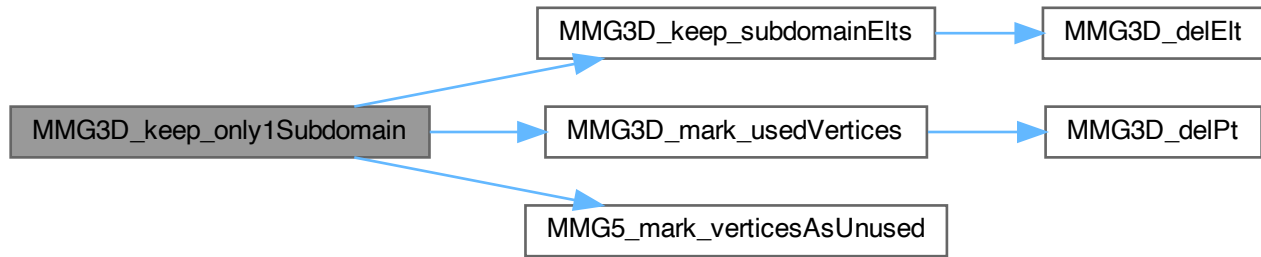 MMG3D_keep_subdomainElts
MMG3D_delElt
MMG3D_keep_only1Subdomain
MMG3D_mark_usedVertices
MMG3D_delPt
MMG5_mark_verticesAsUnused